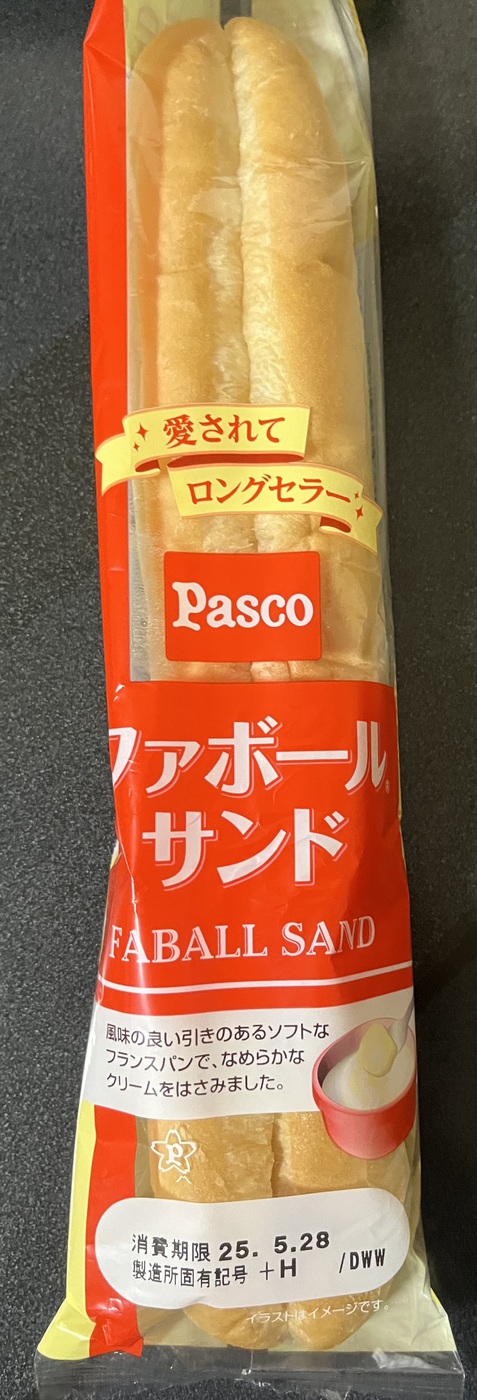 愛されて
ロングセラー
Pasco
ファボール®
サンド
FABALL SAND
風味の良い引きのあるソフトな
フランスパンで、なめらかな
クリームをはさみました。
P
消費期限 25. 5.28
製造所固有記号 +H /DWW
イラストはイメージです。